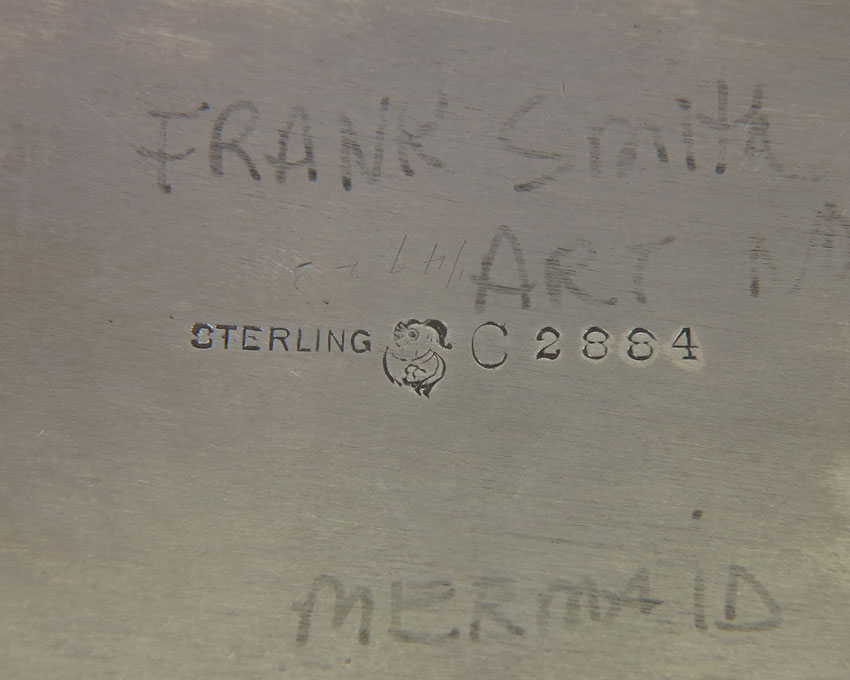 FRANK Smith
ART
STERLING C 2884
MERMAID